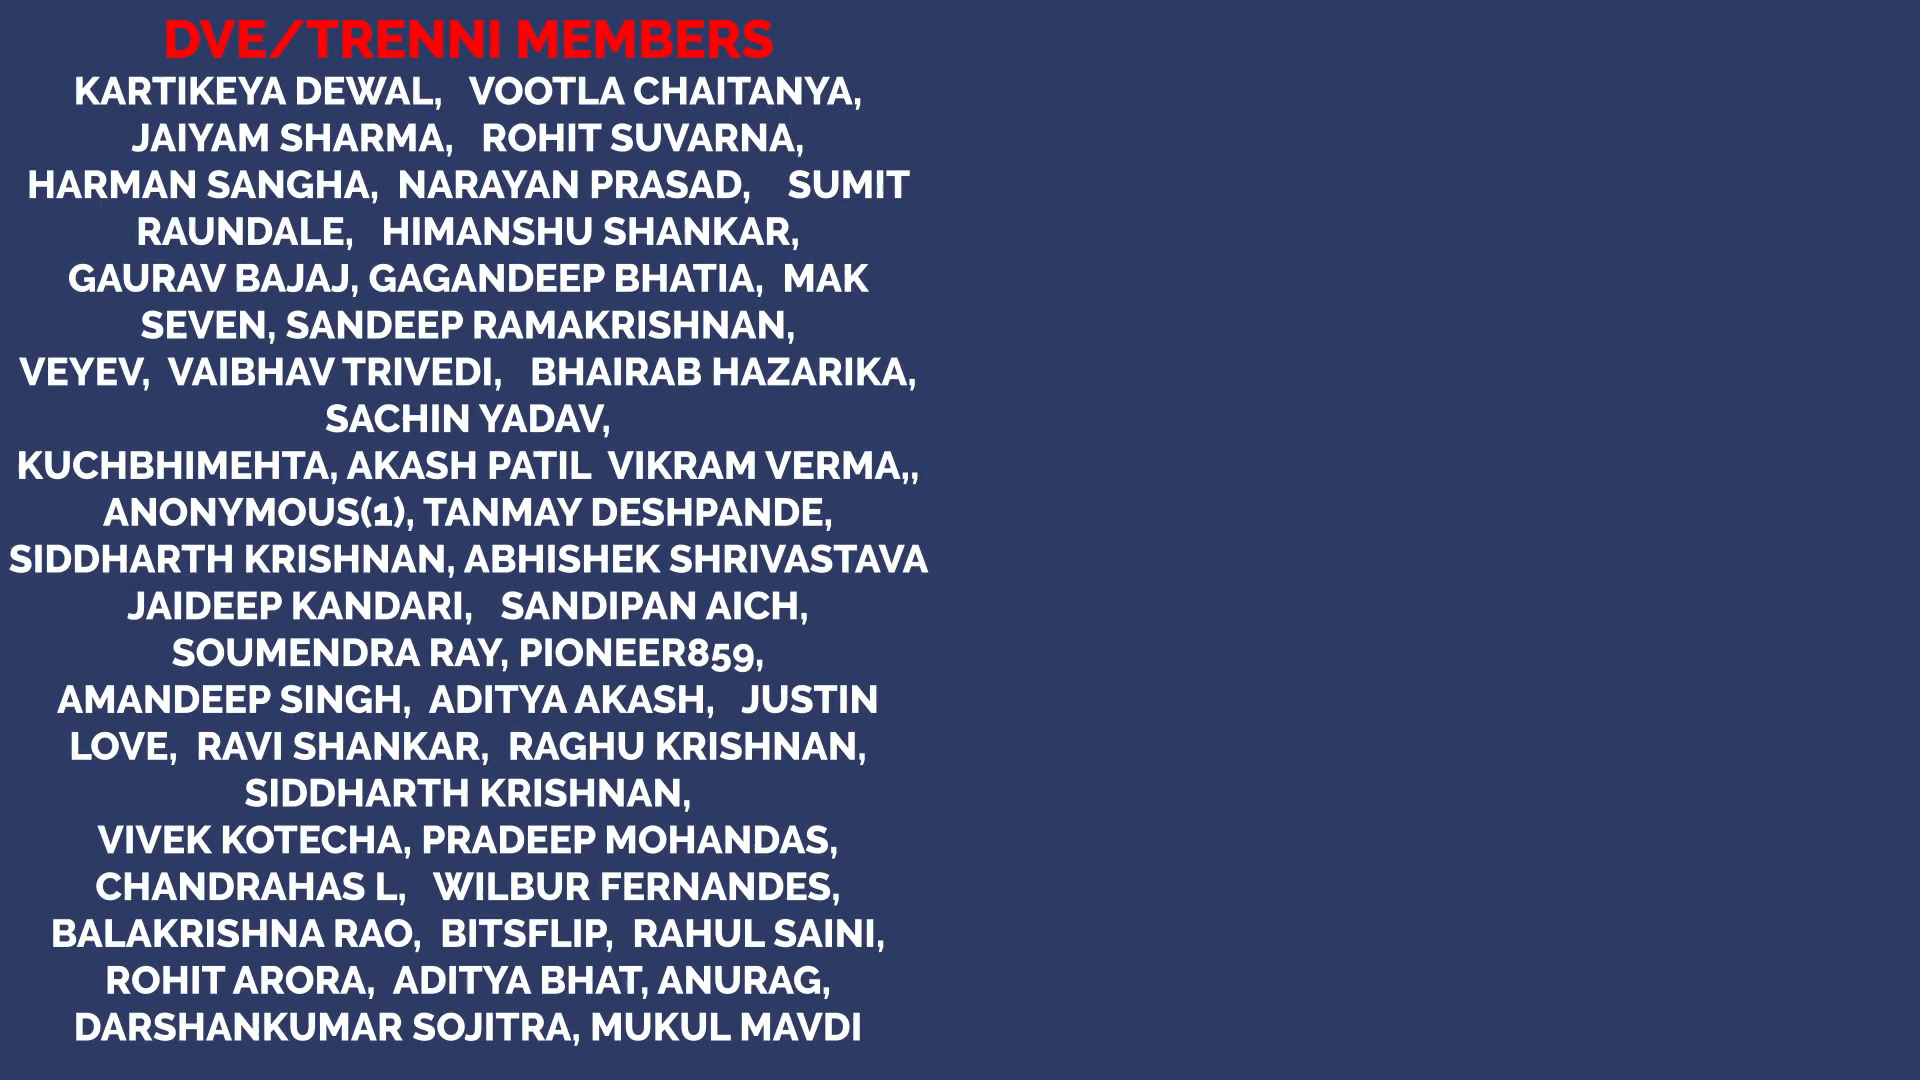 DVE/TRENNI MEMBERS
KARTIKEYA DEWAL, VOOTLA CHAITANYA,
JAIYAM SHARMA, ROHIT SUVARNA,
HARMAN SANGHA, NARAYAN PRASAD, SUMIT
RAUNDALE, HIMANSHU SHANKAR,
GAURAV BAJAJ, GAGANDEEP BHATIA, MAK
SEVEN, SANDEEP RAMAKRISHNAN,
VEYEV, VAIBHAV TRIVEDI, BHAIRAB HAZARIKA,
SACHIN YADAV,
KUCHBHIMEHTA, AKASH PATIL VIKRAM VERMA,,
ANONYMOUS(1), TANMAY DESHPANDE,
SIDDHARTH KRISHNAN, ABHISHEK SHRIVASTAVA
JAIDEEP KANDARI, SANDIPAN AICH,
SOUMENDRA RAY, PIONEER859,
AMANDEEP SINGH, ADITYA AKASH, JUSTIN
LOVE, RAVI SHANKAR, RAGHU KRISHNAN,
SIDDHARTH KRISHNAN,
VIVEK KOTECHA, PRADEEP MOHANDAS,
CHANDRAHAS L, WILBUR FERNANDES,
BALAKRISHNA RAO, BITSFLIP, RAHUL SAINI,
ROHIT ARORA, ADITYA BHAT, ANURAG,
DARSHANKUMAR SOJITRA, MUKUL MAVDI